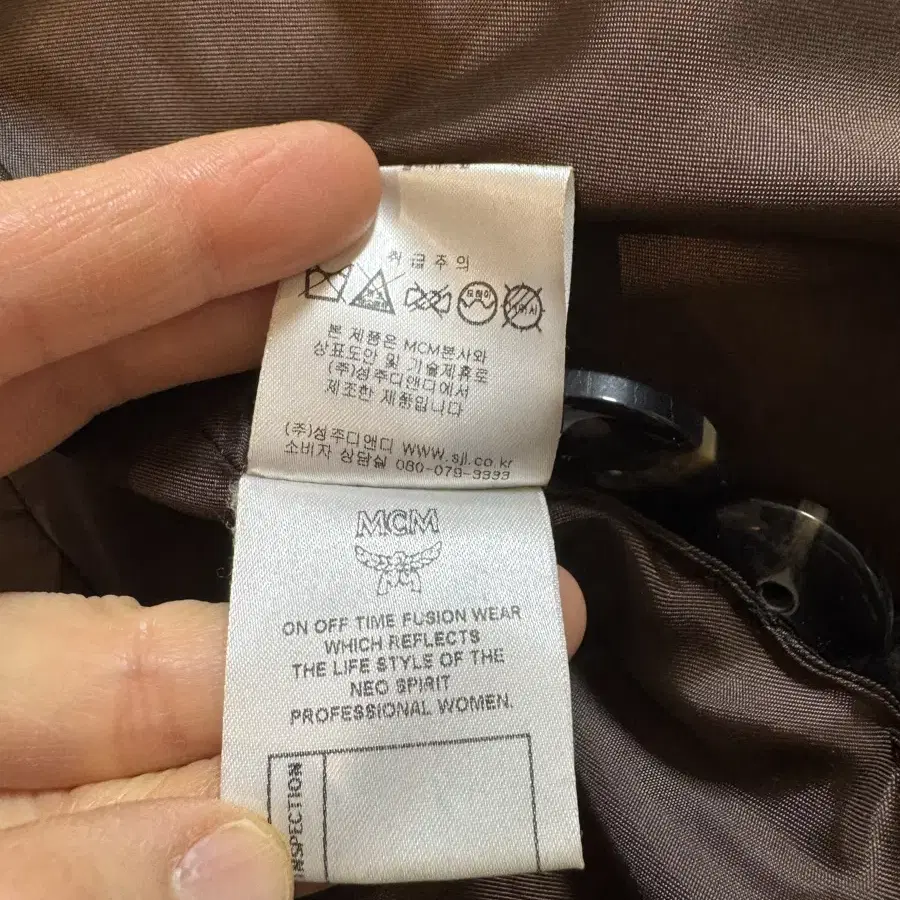 취급주의
드라이
본 제품은 MCM본사와
상표도안 및 기술제휴로
(주)성주디앤디에서
제조한 제품입니다
(주)성주디앤디 www.sjl.co.kr
소비자 상담실 080-079-3333
MCM
ON OFF TIME FUSION WEAR
WHICH REFLECTS
THE LIFE STYLE OF THE
NEO SPIRIT
PROFESSIONAL WOMEN.
INSPECTION